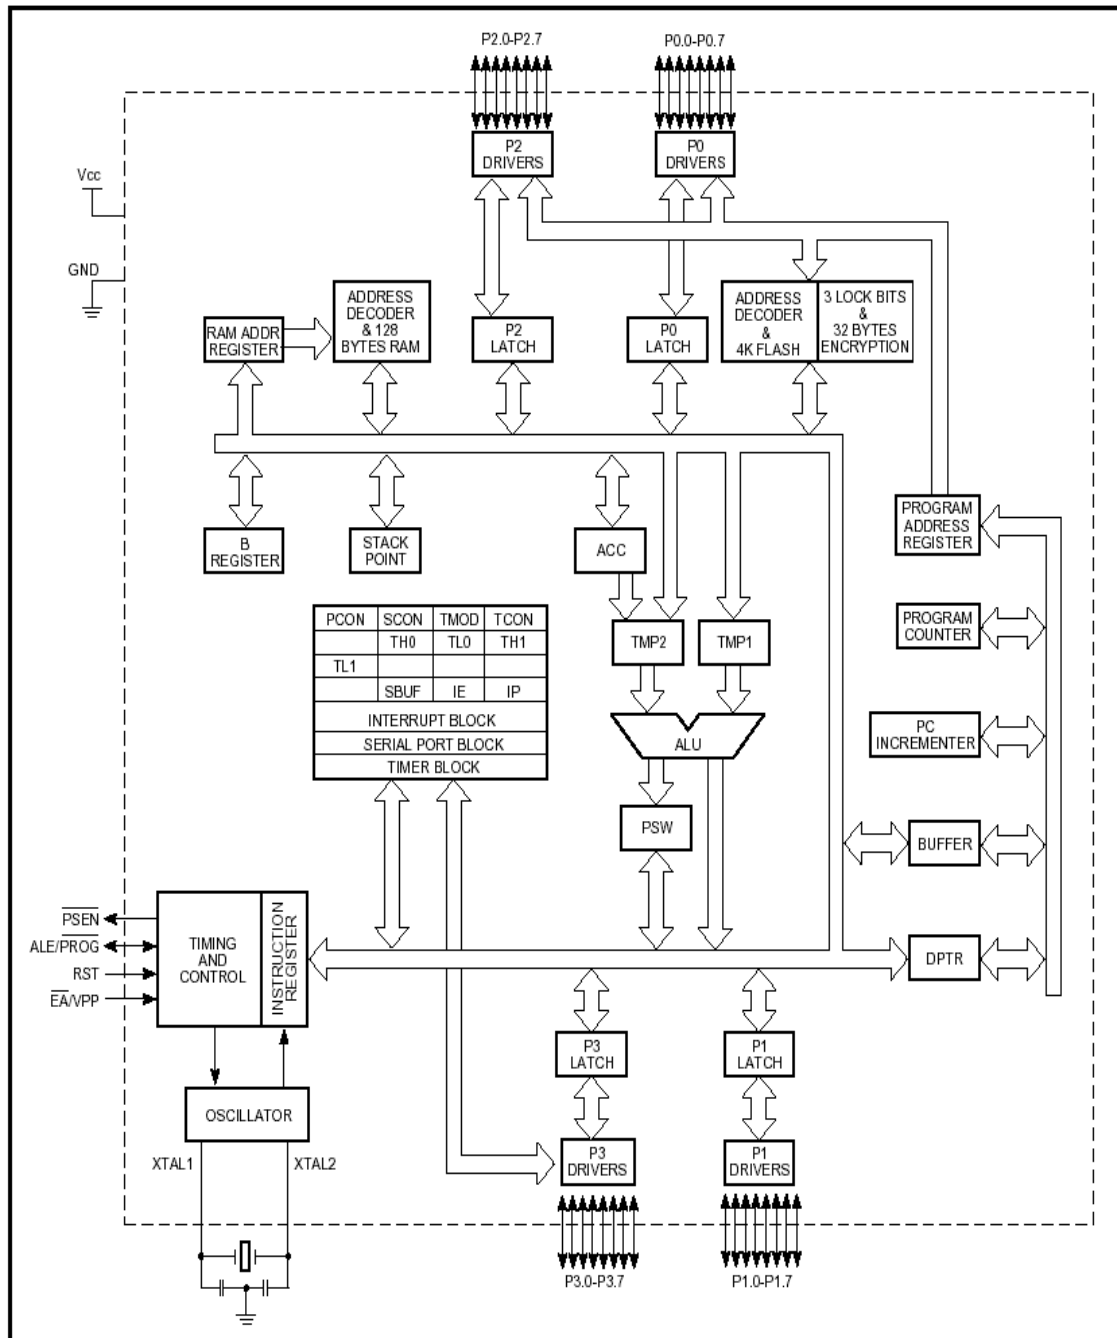 P2.0-P2.7
P0.0-P0.7
P2
DRIVERS
P0
DRIVERS
Vcc
GND
RAM ADDR
REGISTER
ADDRESS
DECODER
& 128
BYTES RAM
P2
LATCH
P0
LATCH
ADDRESS
DECODER
&
4K FLASH
3 LOCK BITS
&
32 BYTES
ENCRYPTION
B
REGISTER
STACK
POINT
ACC
PROGRAM
ADDRESS
REGISTER
PCON SCON TMOD TCON
TH0 TL0 TH1
TL1
SBUF IE IP
INTERRUPT BLOCK
SERIAL PORT BLOCK
TIMER BLOCK
TMP2
TMP1
PROGRAM
COUNTER
ALU
PC
INCREMENTER
PSW
BUFFER
PSEN
ALE/PROG
RST
EA/VPP
TIMING
AND
CONTROL
INSTRUCTION
REGISTER
DPTR
P3
LATCH
P1
LATCH
OSCILLATOR
XTAL1
XTAL2
P3
DRIVERS
P1
DRIVERS
P3.0-P3.7
P1.0-P1.7